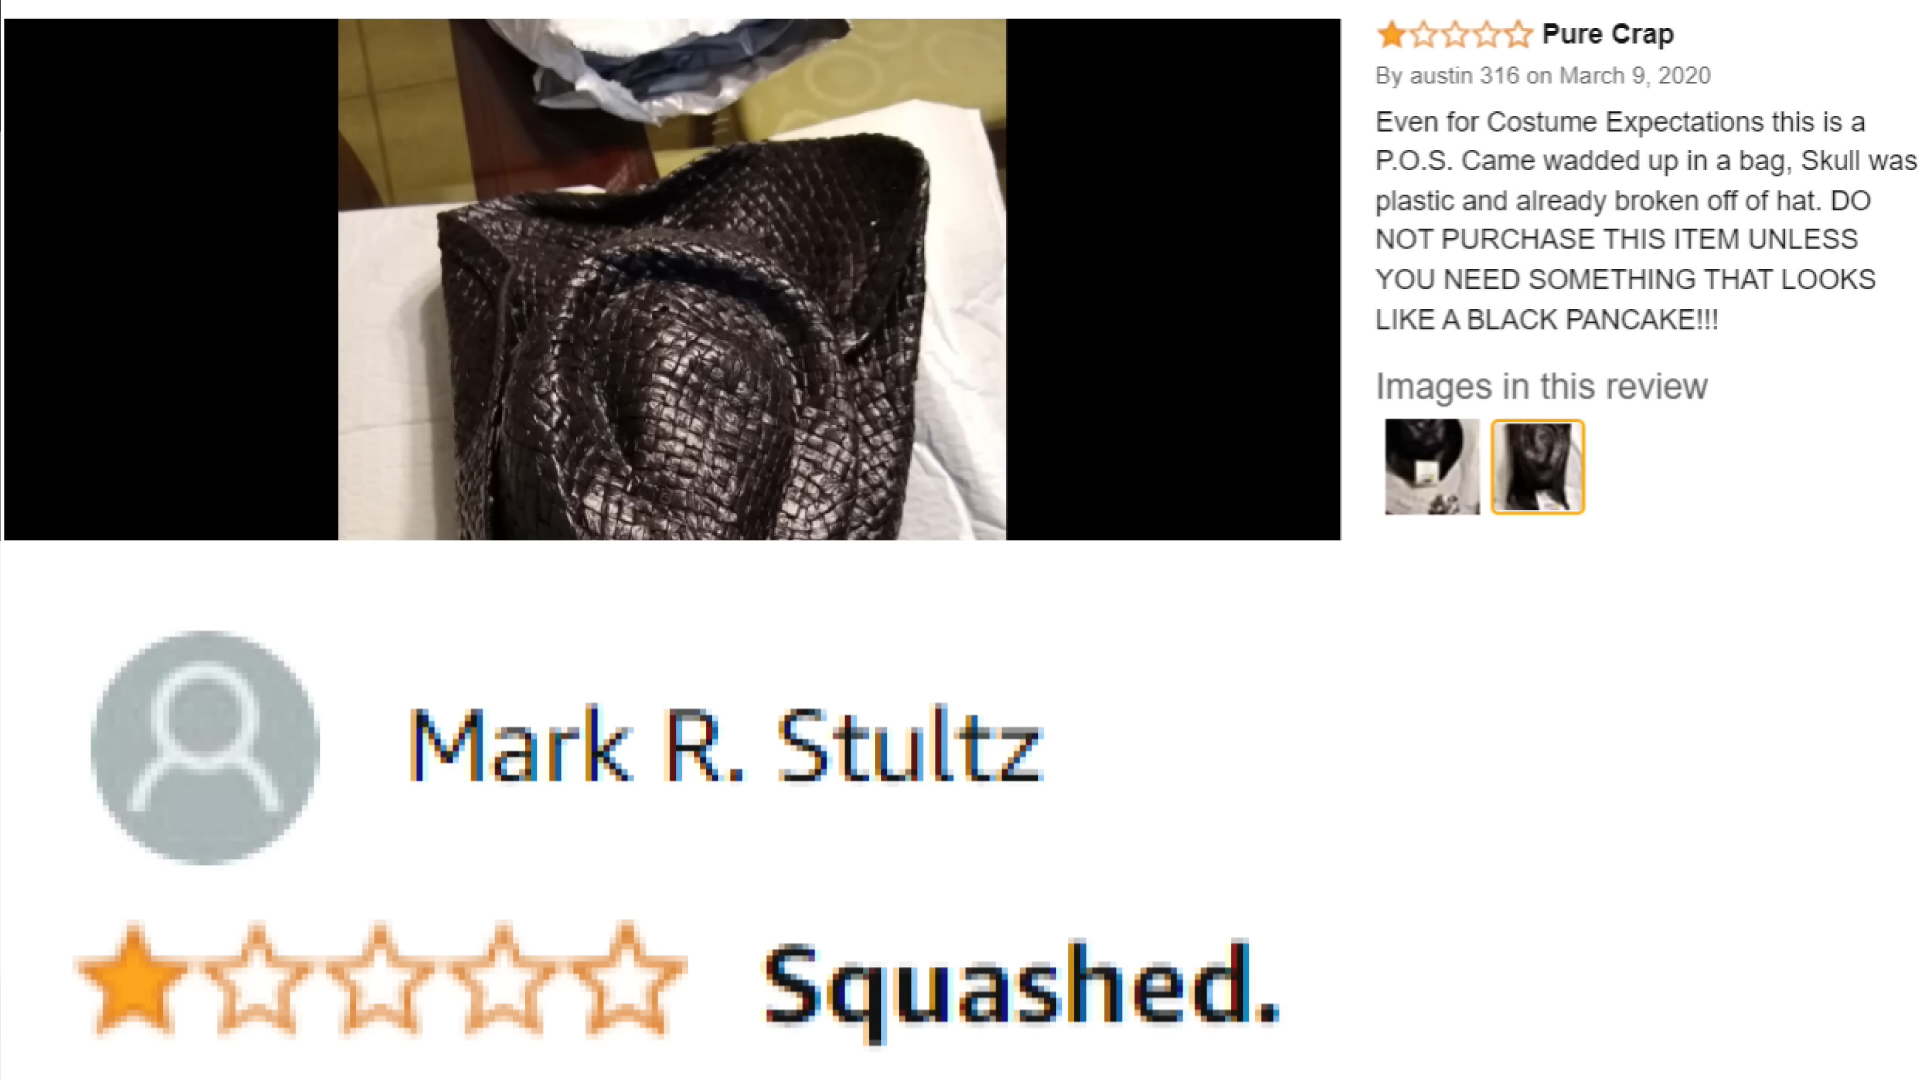 Pure Crap
By austin 316 on March 9, 2020
Even for Costume Expectations this is a
P.O.S. Came wadded up in a bag, Skull was
plastic and already broken off of hat. DO
NOT PURCHASE THIS ITEM UNLESS
YOU NEED SOMETHING THAT LOOKS
LIKE A BLACK PANCAKE!!!
Images in this review
Mark R. Stultz
Squashed.